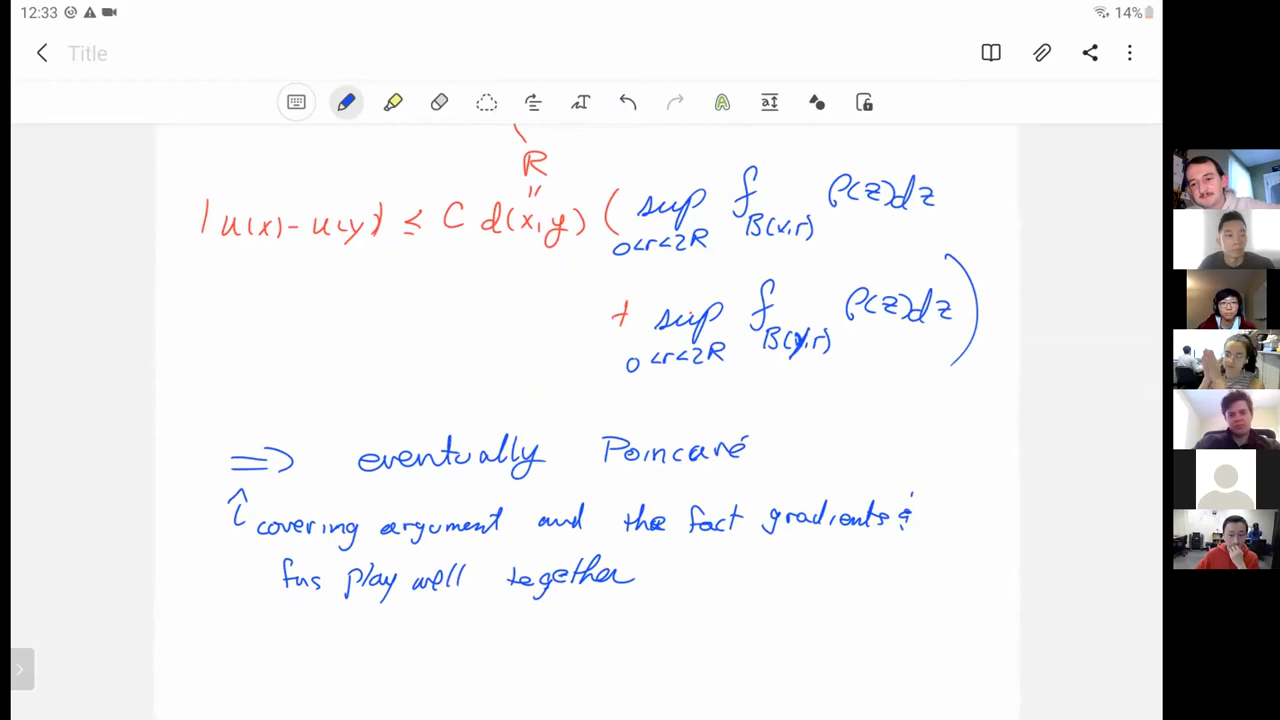 12:33
14%
Title
R
"
|u(x) - u(y)| ≤ C d(x,y) ( sup ⨍ ρ(z)dz
0<r<2R B(x,r)
+ sup ⨍ ρ(z)dz )
0<r<2R B(y,r)
⇒ eventually Poincaré
↑ covering argument and the fact gradients &
fns play well together